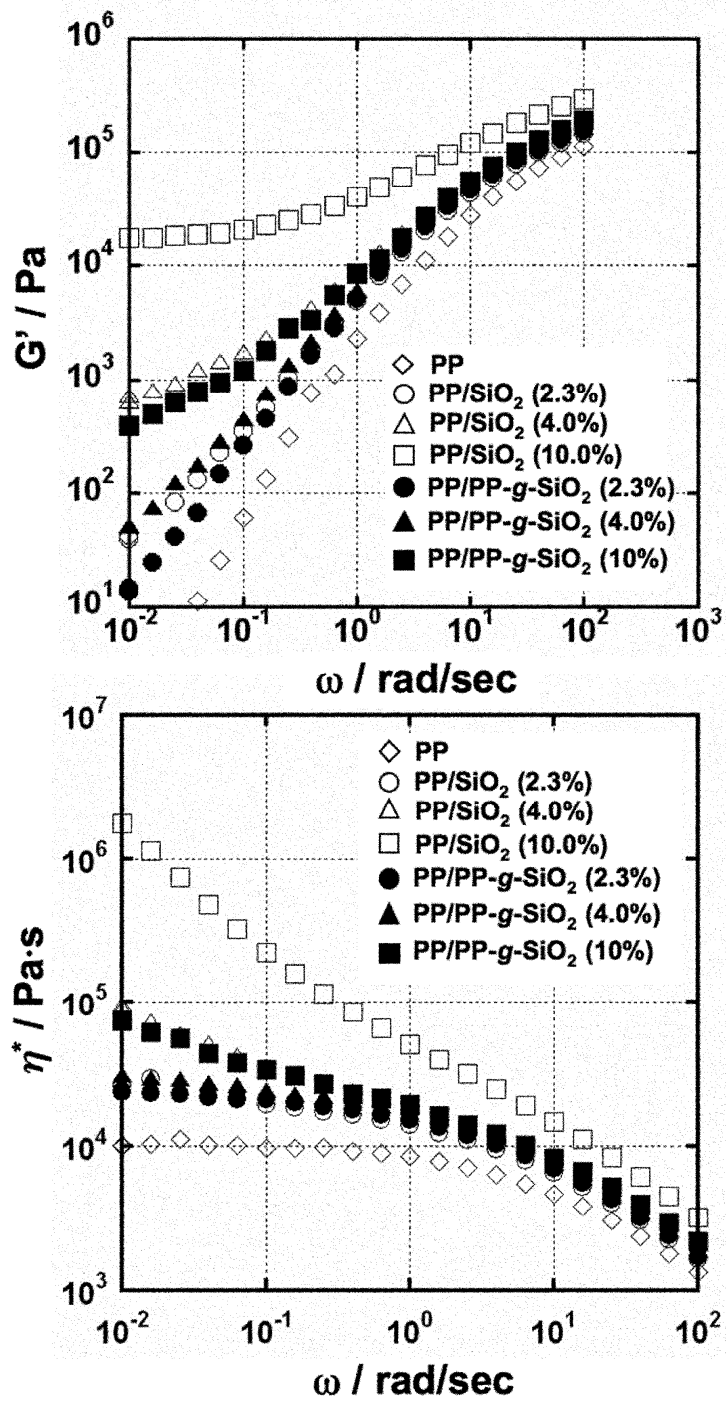 10⁶
10⁵
10⁴
10³
10²
10¹
G' / Pa
PP
PP/SiO₂ (2.3%)
PP/SiO₂ (4.0%)
PP/SiO₂ (10.0%)
PP/PP-g-SiO₂ (2.3%)
PP/PP-g-SiO₂ (4.0%)
PP/PP-g-SiO₂ (10%)
10⁻² 10⁻¹ 10⁰ 10¹ 10² 10³
ω / rad/sec
10⁷
10⁶
10⁵
10⁴
10³
η* / Pa·s
PP
PP/SiO₂ (2.3%)
PP/SiO₂ (4.0%)
PP/SiO₂ (10.0%)
PP/PP-g-SiO₂ (2.3%)
PP/PP-g-SiO₂ (4.0%)
PP/PP-g-SiO₂ (10%)
10⁻² 10⁻¹ 10⁰ 10¹ 10²
ω / rad/sec